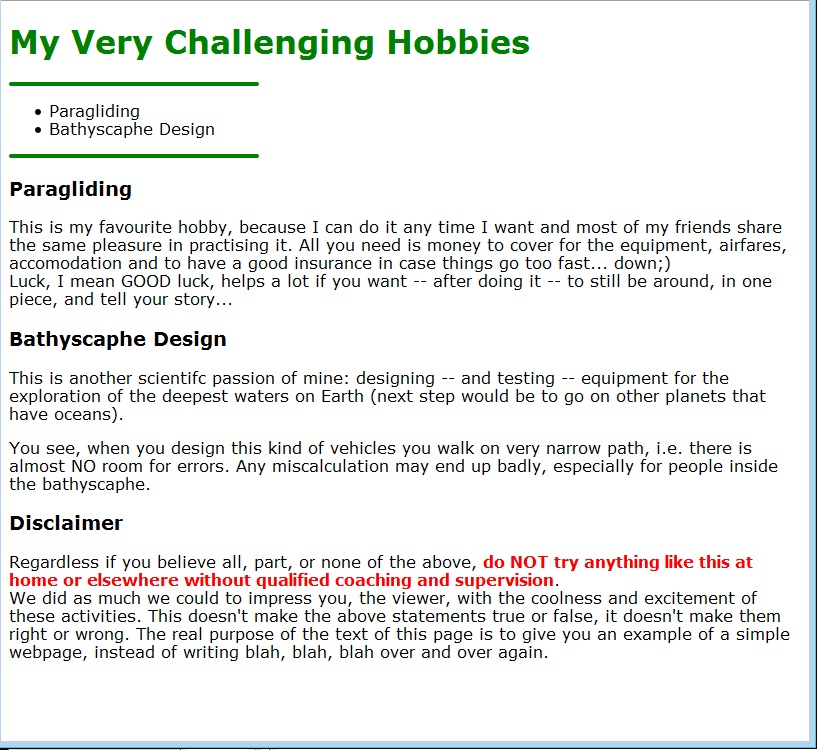 My Very Challenging Hobbies
• Paragliding
• Bathyscaphe Design
Paragliding
This is my favourite hobby, because I can do it any time I want and most of my friends share
the same pleasure in practising it. All you need is money to cover for the equipment, airfares,
accomodation and to have a good insurance in case things go too fast... down;)
Luck, I mean GOOD luck, helps a lot if you want -- after doing it -- to still be around, in one
piece, and tell your story...
Bathyscaphe Design
This is another scientifc passion of mine: designing -- and testing -- equipment for the
exploration of the deepest waters on Earth (next step would be to go on other planets that
have oceans).
You see, when you design this kind of vehicles you walk on very narrow path, i.e. there is
almost NO room for errors. Any miscalculation may end up badly, especially for people inside
the bathyscaphe.
Disclaimer
Regardless if you believe all, part, or none of the above, do NOT try anything like this at
home or elsewhere without qualified coaching and supervision.
We did as much we could to impress you, the viewer, with the coolness and excitement of
these activities. This doesn't make the above statements true or false, it doesn't make them
right or wrong. The real purpose of the text of this page is to give you an example of a simple
webpage, instead of writing blah, blah, blah over and over again.